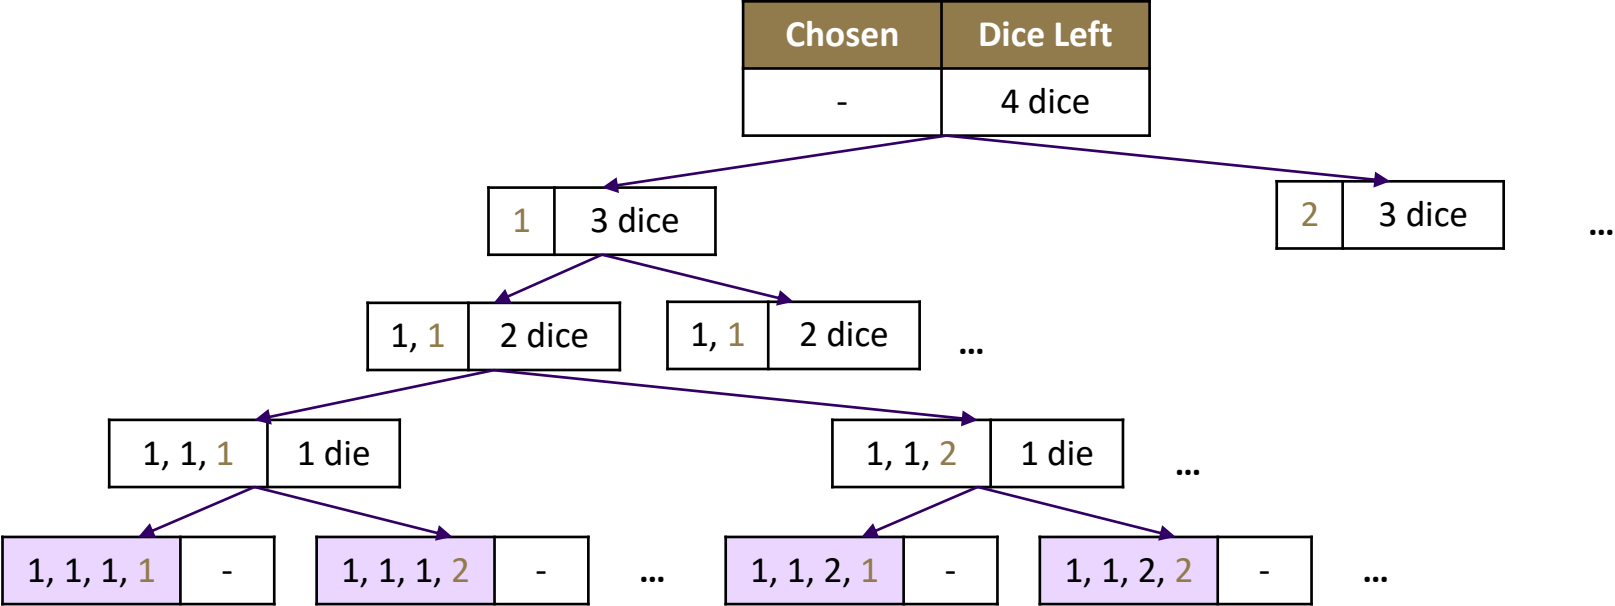 Chosen Dice Left
- 4 dice
1 3 dice
2 3 dice
...
1, 1 2 dice
1, 1 2 dice
...
1, 1, 1 1 die
1, 1, 2 1 die
...
1, 1, 1, 1 -
1, 1, 1, 2 -
...
1, 1, 2, 1 -
1, 1, 2, 2 -
...